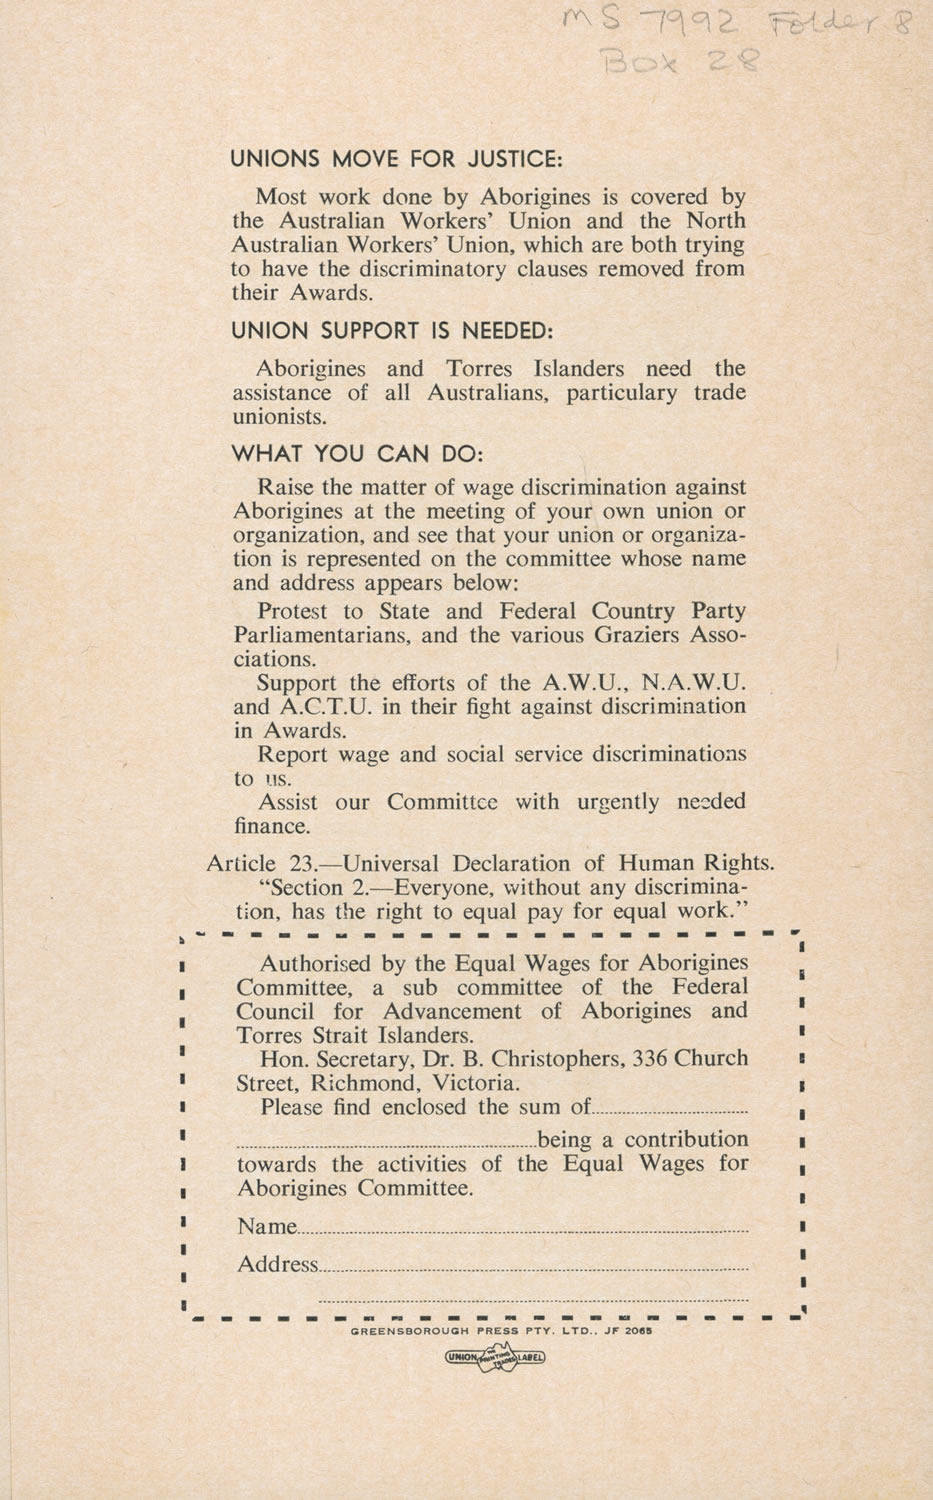 MS 7992 Folder 8
Box 28
UNIONS MOVE FOR JUSTICE:
Most work done by Aborigines is covered by
the Australian Workers' Union and the North
Australian Workers' Union, which are both trying
to have the discriminatory clauses removed from
their Awards.
UNION SUPPORT IS NEEDED:
Aborigines and Torres Islanders need the
assistance of all Australians, particulary trade
unionists.
WHAT YOU CAN DO:
Raise the matter of wage discrimination against
Aborigines at the meeting of your own union or
organization, and see that your union or organiza-
tion is represented on the committee whose name
and address appears below:
Protest to State and Federal Country Party
Parliamentarians, and the various Graziers Asso-
ciations.
Support the efforts of the A.W.U., N.A.W.U.
and A.C.T.U. in their fight against discrimination
in Awards.
Report wage and social service discriminations
to us.
Assist our Committee with urgently needed
finance.
Article 23.—Universal Declaration of Human Rights.
"Section 2.—Everyone, without any discrimina-
tion, has the right to equal pay for equal work."
Authorised by the Equal Wages for Aborigines
Committee, a sub committee of the Federal
Council for Advancement of Aborigines and
Torres Strait Islanders.
Hon. Secretary, Dr. B. Christophers, 336 Church
Street, Richmond, Victoria.
Please find enclosed the sum of
being a contribution
towards the activities of the Equal Wages for
Aborigines Committee.
Name
Address
GREENSBOROUGH PRESS PTY. LTD., JF 2065
UNION THE PRINTING TRADES LABEL